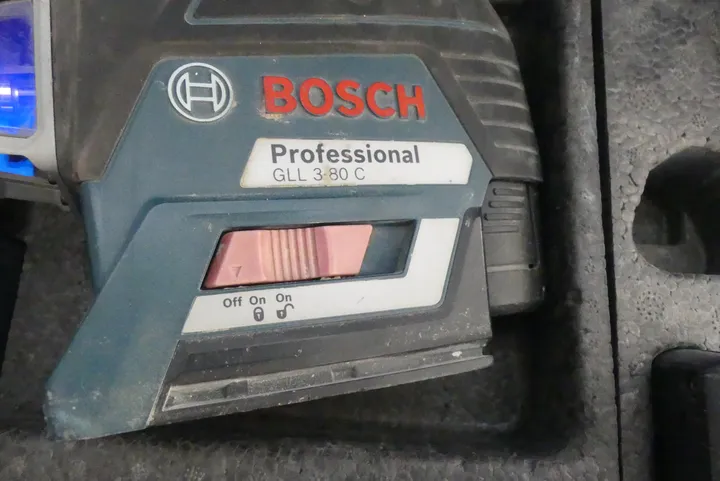 BOSCH
Professional
GLL 3-80 C
Off On On